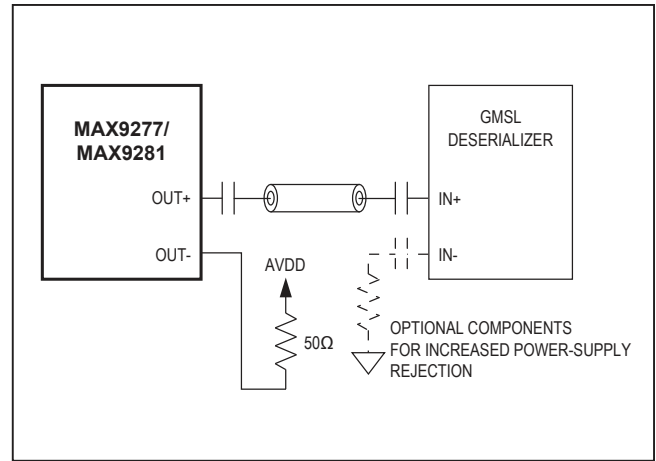 MAX9277/
MAX9281
GMSL
DESERIALIZER
OUT+
IN+
OUT-
IN-
AVDD
50Ω
OPTIONAL COMPONENTS
FOR INCREASED POWER-SUPPLY
REJECTION